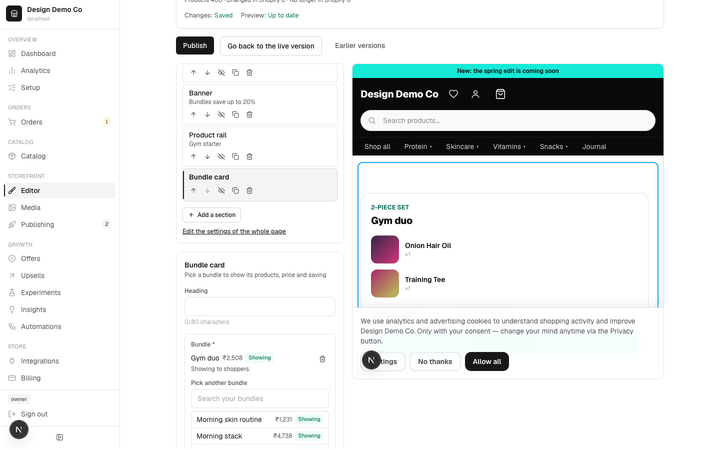 Design Demo Co
localhost
OVERVIEW
Dashboard
Analytics
Setup
ORDERS
Orders 1
CATALOG
Catalog
STOREFRONT
Editor
Media
Publishing 2
GROWTH
Offers
Upsells
Experiments
Insights
Automations
STORE
Integrations
Billing
owner
Sign out
N
Changes: Saved Preview: Up to date
Publish
Go back to the live version
Earlier versions
Banner
Bundles save up to 20%
Product rail
Gym starter
Bundle card
+ Add a section
Edit the settings of the whole page
Bundle card
Pick a bundle to show its products, price and saving
Heading
0/80 characters
Bundle *
Gym duo ₹2,508 Showing
Showing to shoppers.
Pick another bundle
Search your bundles
Morning skin routine ₹1,231 Showing
Morning stack ₹4,738 Showing
New: the spring edit is coming soon
Design Demo Co
Search products...
Shop all Protein Skincare Vitamins Snacks Journal
2-PIECE SET
Gym duo
Onion Hair Oil
×1
Training Tee
×1
We use analytics and advertising cookies to understand shopping activity and improve
Design Demo Co. Only with your consent — change your mind anytime via the Privacy
button.
N
No thanks
Allow all